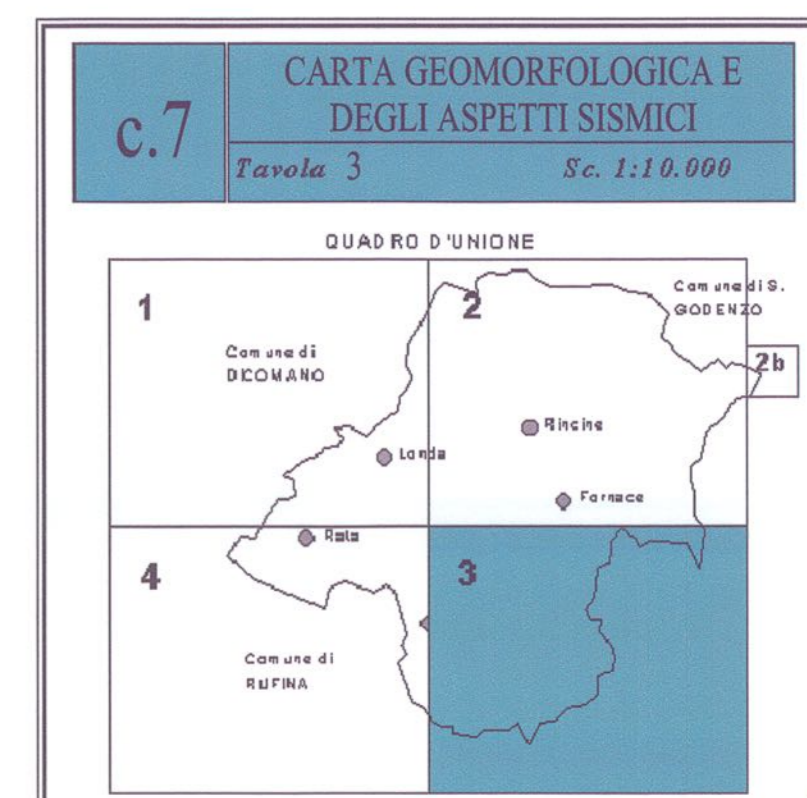 c.7
CARTA GEOMORFOLOGICA E
DEGLI ASPETTI SISMICI
Tavola 3
Sc. 1:10.000
QUADRO D'UNIONE
1
2
Comune di S.
GODENZO
Comune di
DICOMANO
2b
Rincine
Londa
Fornace
Rata
4
3
Comune di
RUFINA